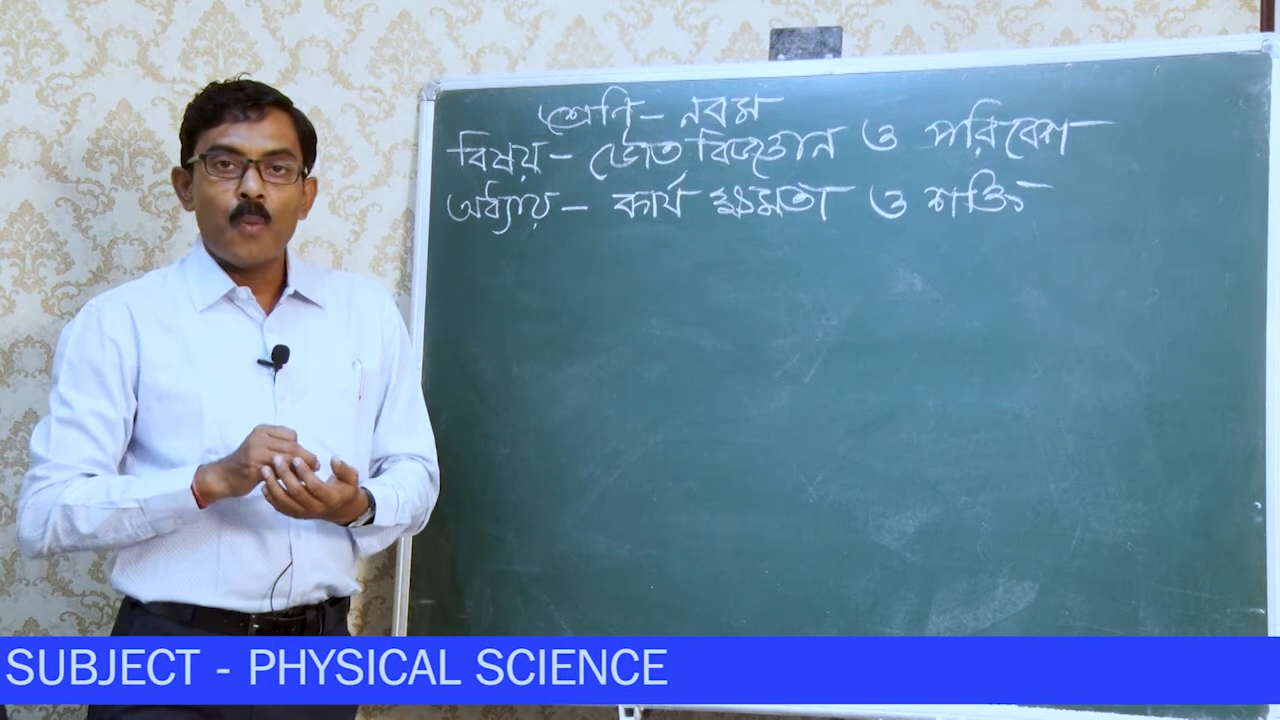 শ্রেণি - নবম
বিষয় - ভৌত বিজ্ঞান ও পরিবেশ
অধ্যায় - কার্য ক্ষমতা ও শক্তি
SUBJECT - PHYSICAL SCIENCE